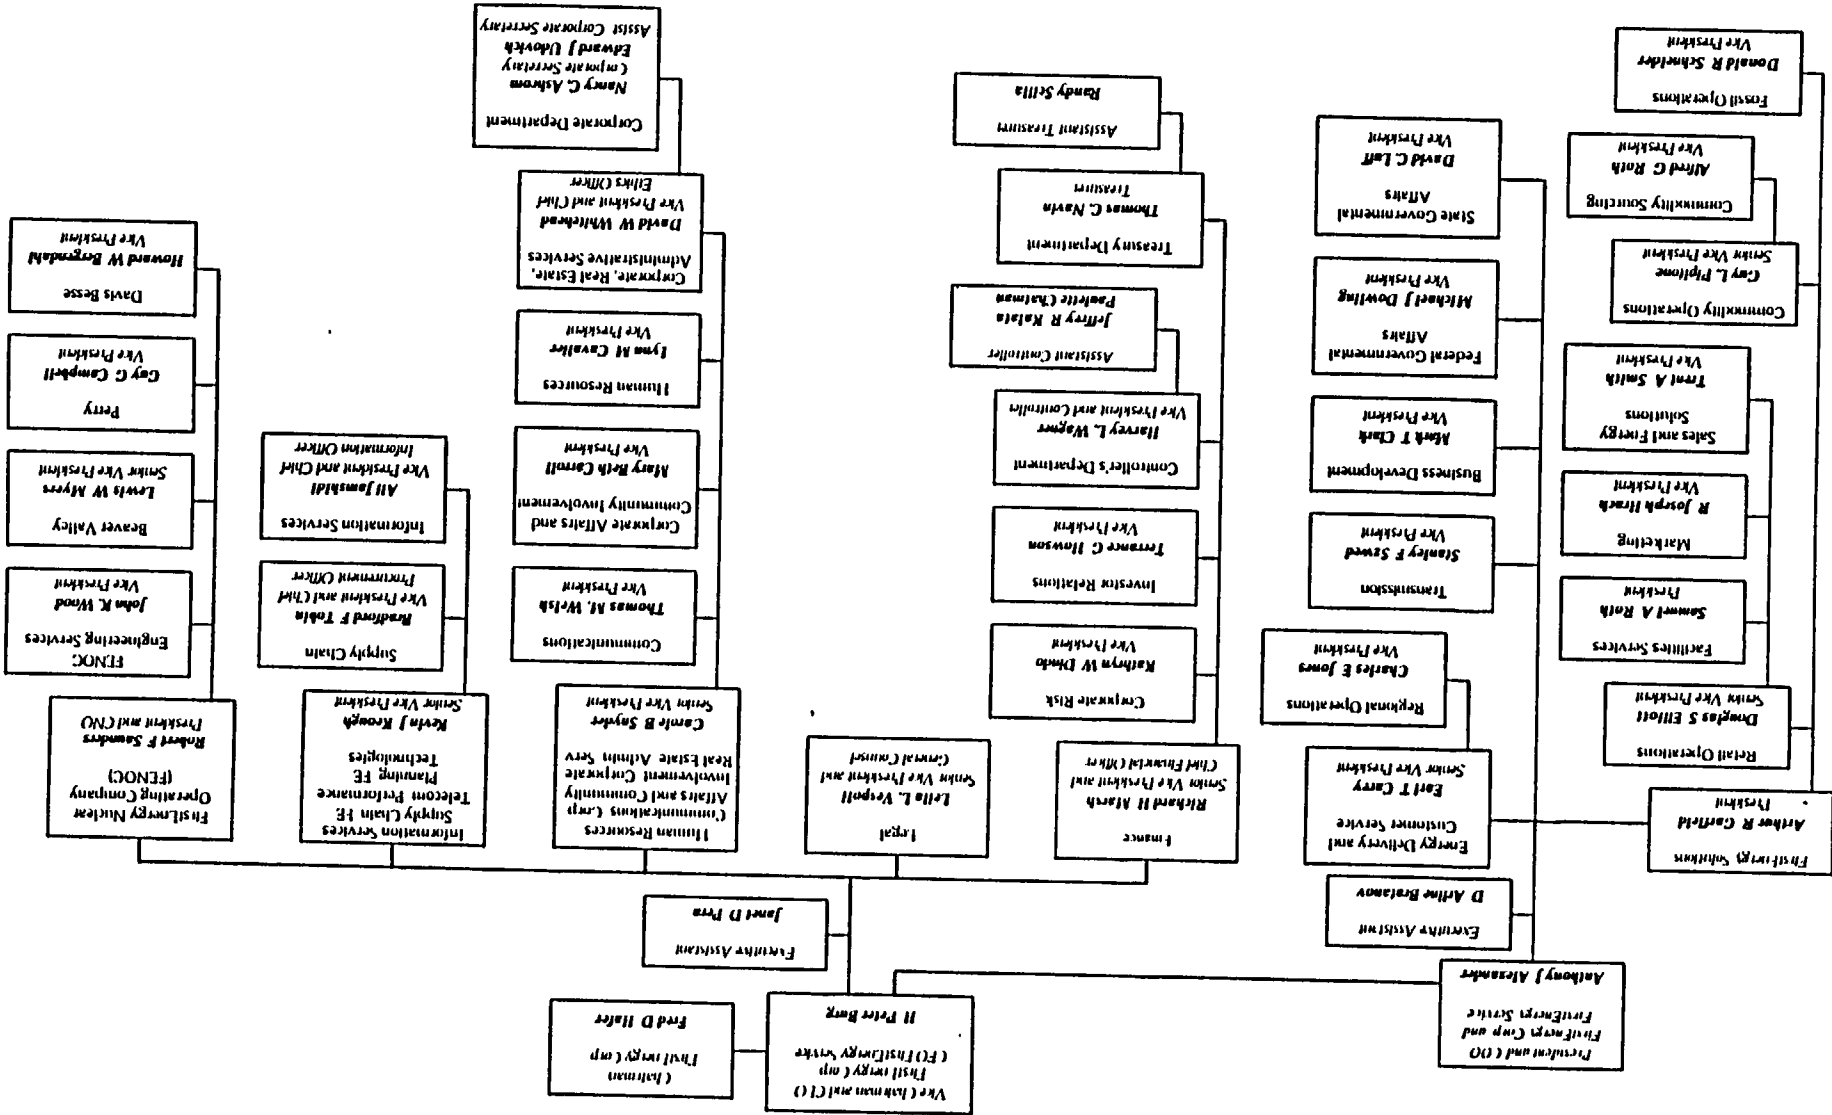 President and COO
FirstEnergy Corp and
FirstEnergy Service
Anthony J Alexander
Vice Chairman and CEO
FirstEnergy Corp
CEO FirstEnergy Service
H Peter Burg
Chairman
FirstEnergy Corp
Fred D Hafer
Executive Assistant
D Arline Bratanov
Executive Assistant
Janet D Pera
FirstEnergy Solutions
Arthur R Garfield
President
Energy Delivery and
Customer Service
Earl T Carey
Senior Vice President
Finance
Richard H Marsh
Senior Vice President and
Chief Financial Officer
Legal
Leila L. Vespoli
Senior Vice President and
General Counsel
Human Resources
Communications Corp
Affairs and Community
Involvement Corporate
Real Estate Admin Serv
Carole B Snyder
Senior Vice President
Information Services
Supply Chain FE
Telecom Performance
Planning FE
Technologies
Kevin J Keough
Senior Vice President
FirstEnergy Nuclear
Operating Company
(FENOC)
Robert F Saunders
President and CNO
Retail Operations
Douglas S Elliott
Senior Vice President
Facilities Services
Samuel A Roth
President
Marketing
R Joseph Hrach
Vice President
Sales and Energy
Solutions
Trent A Smith
Vice President
Commodity Operations
Guy L. Pipitone
Senior Vice President
Commodity Sourcing
Alfred G Roth
Vice President
Fossil Operations
Donald R Schneider
Vice President
Regional Operations
Charles E Jones
Vice President
Transmission
Stanley F Szwed
Vice President
Business Development
Mark T Clark
Vice President
Federal Governmental
Affairs
Michael J Dowling
Vice President
State Governmental
Affairs
David C Luff
Vice President
Corporate Risk
Kathryn W Dindo
Vice President
Investor Relations
Terrance G Howson
Vice President
Controller's Department
Harvey L. Wagner
Vice President and Controller
Assistant Controller
Jeffrey R Kalata
Paulette Chatman
Treasury Department
Thomas C. Navin
Treasurer
Assistant Treasurer
Randy Scilla
Communications
Thomas M. Welsh
Vice President
Corporate Affairs and
Community Involvement
Mary Beth Carroll
Vice President
Human Resources
Lynn M Cavalier
Vice President
Corporate, Real Estate,
Administrative Services
David W Whitehead
Vice President and Chief
Ethics Officer
Corporate Department
Nancy C. Ashcom
Corporate Secretary
Edward J Udovich
Assist Corporate Secretary
Supply Chain
Bradford F Tobin
Vice President and Chief
Procurement Officer
Information Services
Ali Jamshidi
Vice President and Chief
Information Officer
FENOC
Engineering Services
John K. Wood
Vice President
Beaver Valley
Lewis W Myers
Senior Vice President
Perry
Guy G Campbell
Vice President
Davis Besse
Howard W Bergendahl
Vice President